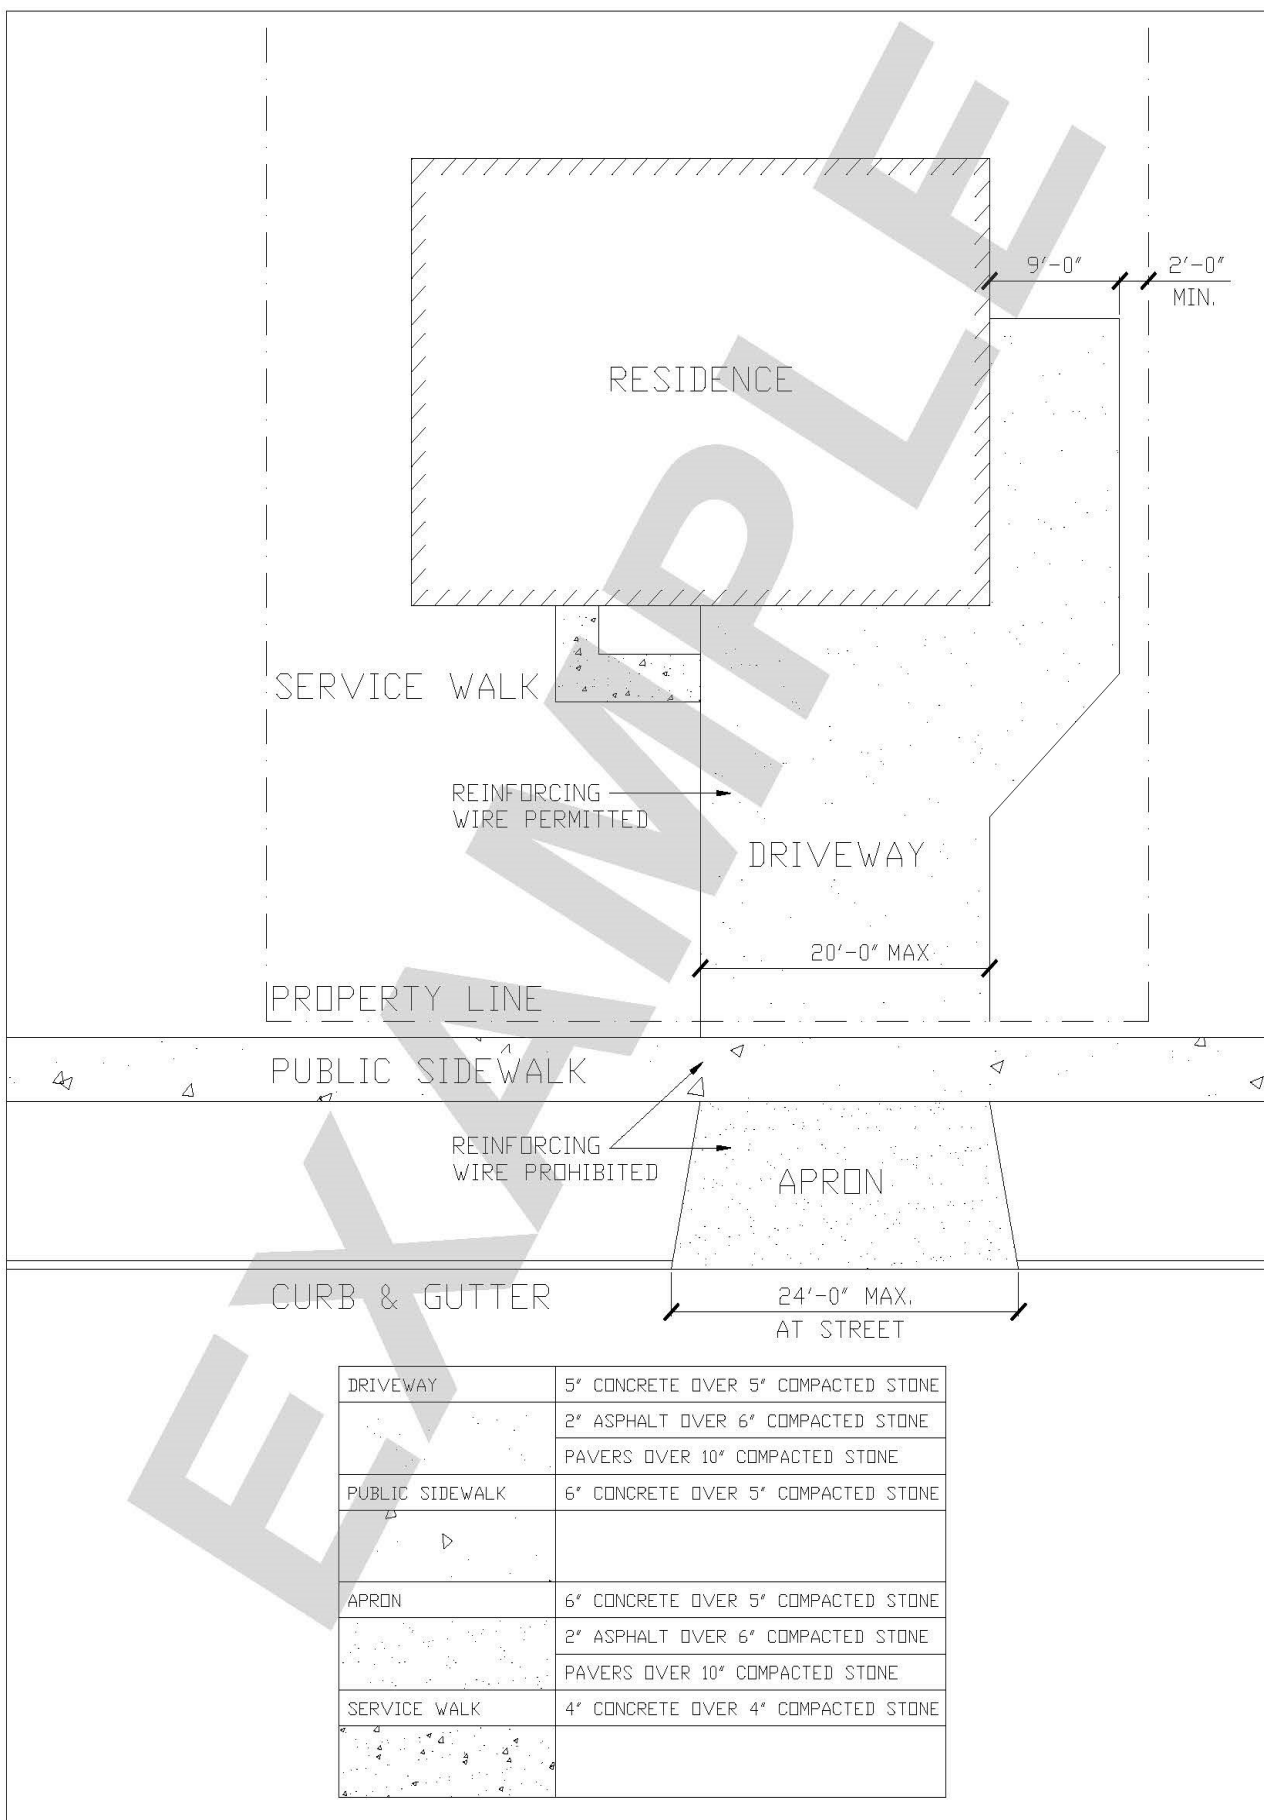 EXAMPLE
9'-0"
2'-0"
MIN.
RESIDENCE
SERVICE WALK
REINFORCING
WIRE PERMITTED
DRIVEWAY
20'-0" MAX
PROPERTY LINE
PUBLIC SIDEWALK
REINFORCING
WIRE PROHIBITED
APRON
CURB & GUTTER
24'-0" MAX.
AT STREET
DRIVEWAY
5" CONCRETE OVER 5" COMPACTED STONE
2" ASPHALT OVER 6" COMPACTED STONE
PAVERS OVER 10" COMPACTED STONE
PUBLIC SIDEWALK
6" CONCRETE OVER 5" COMPACTED STONE
APRON
6" CONCRETE OVER 5" COMPACTED STONE
2" ASPHALT OVER 6" COMPACTED STONE
PAVERS OVER 10" COMPACTED STONE
SERVICE WALK
4" CONCRETE OVER 4" COMPACTED STONE